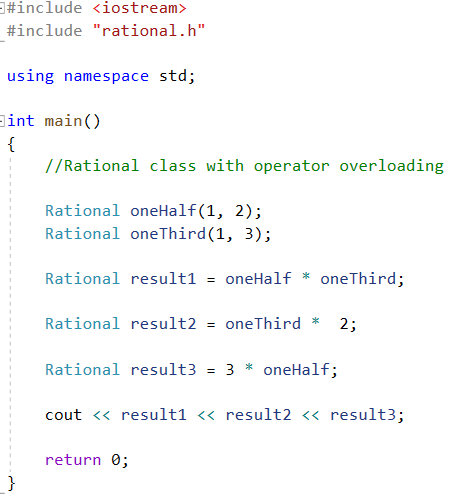 #include <iostream>
#include "rational.h"
using namespace std;
int main()
{
//Rational class with operator overloading
Rational oneHalf(1, 2);
Rational oneThird(1, 3);
Rational result1 = oneHalf * oneThird;
Rational result2 = oneThird *  2;
Rational result3 = 3 * oneHalf;
cout << result1 << result2 << result3;
return 0;
}